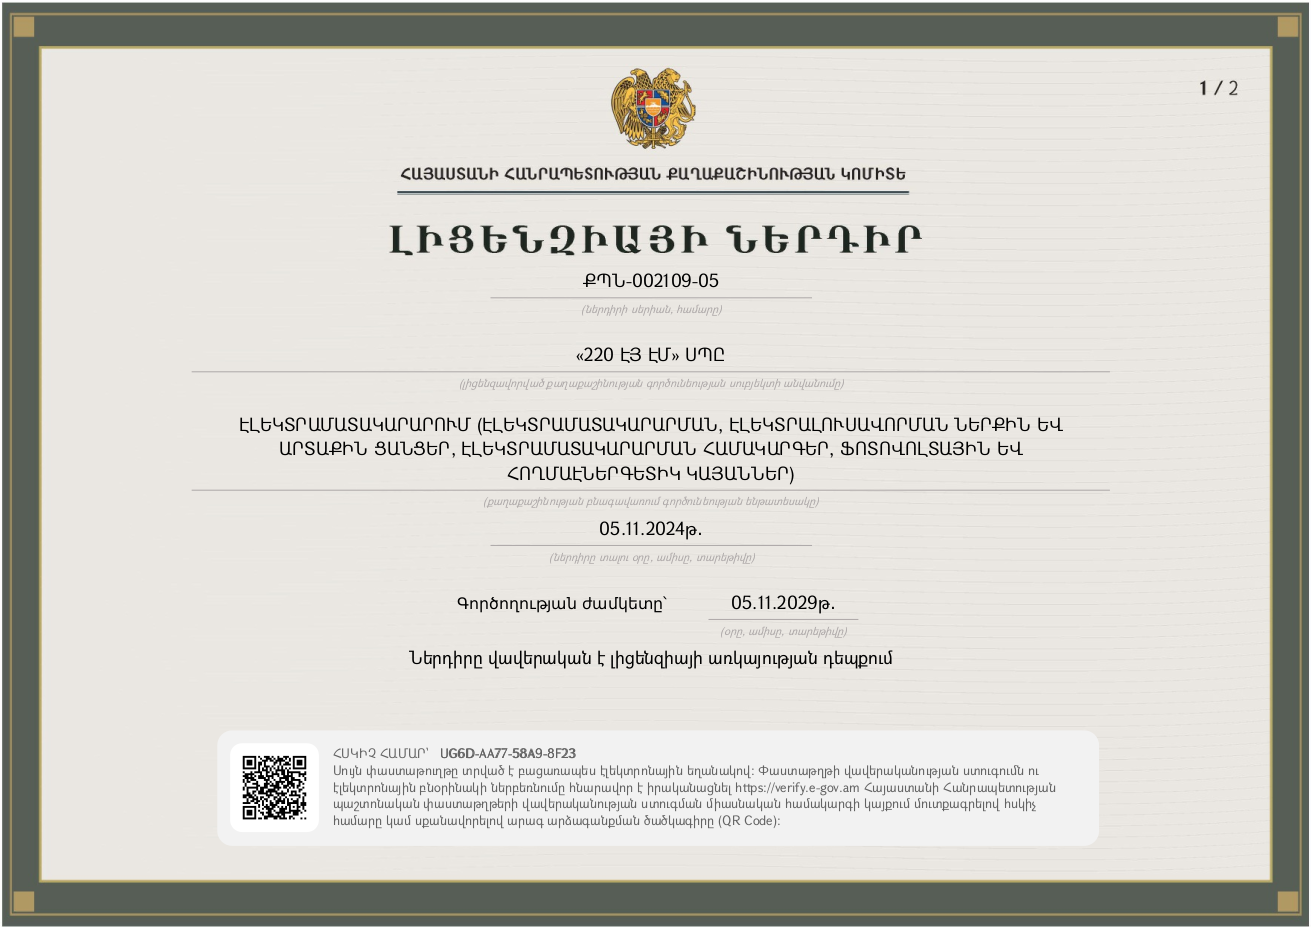 1 / 2
ՀԱՅԱՍՏԱՆԻ ՀԱՆՐԱՊԵՏՈՒԹՅԱՆ ՔԱՂԱՔԱՇԻՆՈՒԹՅԱՆ ԿՈՄԻՏԵ
ԼԻՑԵՆԶԻԱՅԻ ՆԵՐԴԻՐ
ՔՊՆ-002109-05
(ներդիրի սերիան, համարը)
«220 ԷՅ ԷՄ» ՍՊԸ
(լիցենզավորված քաղաքաշինության գործունեության սուբյեկտի անվանումը)
ԷԼԵԿՏՐԱՄԱՏԱԿԱՐԱՐՈՒՄ (ԷԼԵԿՏՐԱՄԱՏԱԿԱՐԱՐՄԱՆ, ԷԼԵԿՏՐԱԼՈՒՍԱՎՈՐՄԱՆ ՆԵՐՔԻՆ ԵՎ
ԱՐՏԱՔԻՆ ՑԱՆՑԵՐ, ԷԼԵԿՏՐԱՄԱՏԱԿԱՐԱՐՄԱՆ ՀԱՄԱԿԱՐԳԵՐ, ՖՈՏՈՎՈԼՏԱՅԻՆ ԵՎ
ՀՈՂՄԱԷՆԵՐԳԵՏԻԿ ԿԱՅԱՆՆԵՐ)
(քաղաքաշինության բնագավառում գործունեության ենթատեսակը)
05.11.2024թ.
(ներդիրը տալու օրը, ամիսը, տարեթիվը)
Գործողության ժամկետը՝ 05.11.2029թ.
(օրը, ամիսը, տարեթիվը)
Ներդիրը վավերական է լիցենզիայի առկայության դեպքում
ՀՍԿԻՉ ՀԱՄԱՐ՝ UG6D-AA77-58A9-8F23
Սույն փաստաթուղթը տրված է բացառապես էլեկտրոնային եղանակով։ Փաստաթղթի վավերականության ստուգումն ու
էլեկտրոնային բնօրինակի ներբեռնումը հնարավոր է իրականացնել https://verify.e-gov.am Հայաստանի Հանրապետության
պաշտոնական փաստաթղթերի վավերականության ստուգման միասնական համակարգի կայքում մուտքագրելով հսկիչ
համարը կամ սքանավորելով արագ արձագանքման ծածկագիրը (QR Code)։